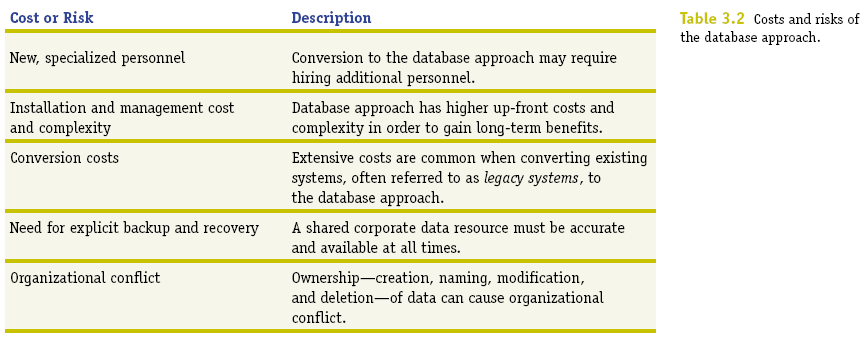 Cost or Risk
Description
New, specialized personnel
Conversion to the database approach may require
hiring additional personnel.
Installation and management cost
and complexity
Database approach has higher up-front costs and
complexity in order to gain long-term benefits.
Conversion costs
Extensive costs are common when converting existing
systems, often referred to as legacy systems, to
the database approach.
Need for explicit backup and recovery
A shared corporate data resource must be accurate
and available at all times.
Organizational conflict
Ownership—creation, naming, modification,
and deletion—of data can cause organizational
conflict.
Table 3.2 Costs and risks of
the database approach.